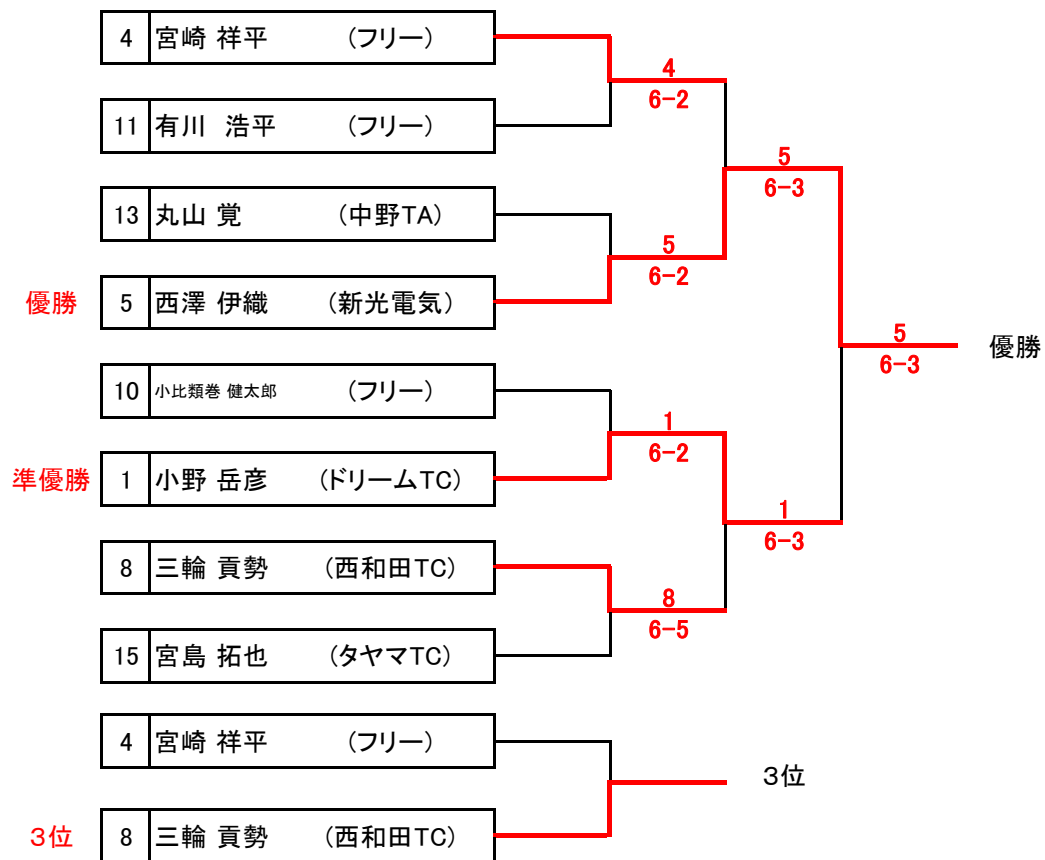 4 宮崎 祥平 (フリー)
4
6-2
11 有川 浩平 (フリー)
5
6-3
13 丸山 覚 (中野TA)
5
6-2
優勝 5 西澤 伊織 (新光電気)
5
6-3
優勝
10 小比類巻 健太郎 (フリー)
1
6-2
準優勝 1 小野 岳彦 (ドリームTC)
1
6-3
8 三輪 貢勢 (西和田TC)
8
6-5
15 宮島 拓也 (タヤマTC)
4 宮崎 祥平 (フリー)
3位
3位 8 三輪 貢勢 (西和田TC)